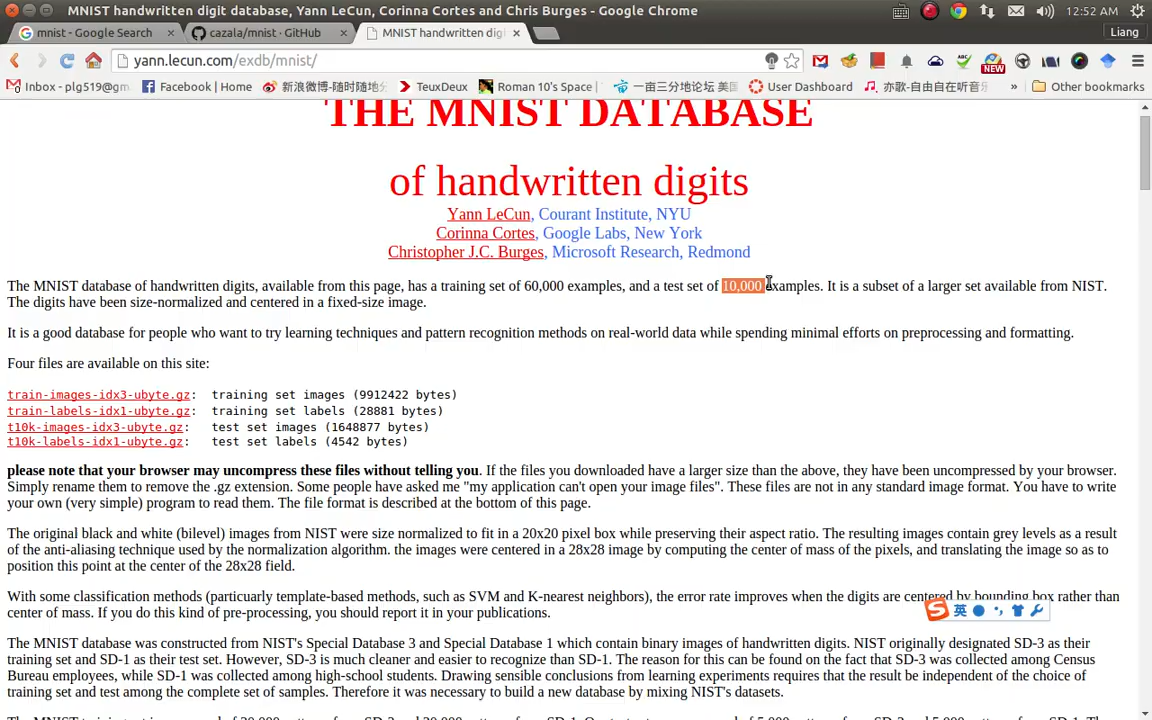 MNIST handwritten digit database, Yann LeCun, Corinna Cortes and Chris Burges - Google Chrome
12:52 AM
mnist - Google Search
cazala/mnist · GitHub
MNIST handwritten dig
Liang
yann.lecun.com/exdb/mnist/
NEW
Inbox - plg519@gm
Facebook | Home
新浪微博-随时随地
TeuxDeux
Roman 10's Space |
一亩三分地论坛 美国
User Dashboard
亦歌-自由自在听音
»
Other bookmarks
THE MNIST DATABASE
of handwritten digits
Yann LeCun, Courant Institute, NYU
Corinna Cortes, Google Labs, New York
Christopher J.C. Burges, Microsoft Research, Redmond
The MNIST database of handwritten digits, available from this page, has a training set of 60,000 examples, and a test set of 10,000 examples. It is a subset of a larger set available from NIST.
The digits have been size-normalized and centered in a fixed-size image.
It is a good database for people who want to try learning techniques and pattern recognition methods on real-world data while spending minimal efforts on preprocessing and formatting.
Four files are available on this site:
train-images-idx3-ubyte.gz: training set images (9912422 bytes)
train-labels-idx1-ubyte.gz: training set labels (28881 bytes)
t10k-images-idx3-ubyte.gz: test set images (1648877 bytes)
t10k-labels-idx1-ubyte.gz: test set labels (4542 bytes)
please note that your browser may uncompress these files without telling you. If the files you downloaded have a larger size than the above, they have been uncompressed by your browser.
Simply rename them to remove the .gz extension. Some people have asked me "my application can't open your image files". These files are not in any standard image format. You have to write
your own (very simple) program to read them. The file format is described at the bottom of this page.
The original black and white (bilevel) images from NIST were size normalized to fit in a 20x20 pixel box while preserving their aspect ratio. The resulting images contain grey levels as a result
of the anti-aliasing technique used by the normalization algorithm. the images were centered in a 28x28 image by computing the center of mass of the pixels, and translating the image so as to
position this point at the center of the 28x28 field.
With some classification methods (particuarly template-based methods, such as SVM and K-nearest neighbors), the error rate improves when the digits are centered by bounding box rather than
center of mass. If you do this kind of pre-processing, you should report it in your publications.
英
The MNIST database was constructed from NIST's Special Database 3 and Special Database 1 which contain binary images of handwritten digits. NIST originally designated SD-3 as their
training set and SD-1 as their test set. However, SD-3 is much cleaner and easier to recognize than SD-1. The reason for this can be found on the fact that SD-3 was collected among Census
Bureau employees, while SD-1 was collected among high-school students. Drawing sensible conclusions from learning experiments requires that the result be independent of the choice of
training set and test among the complete set of samples. Therefore it was necessary to build a new database by mixing NIST's datasets.